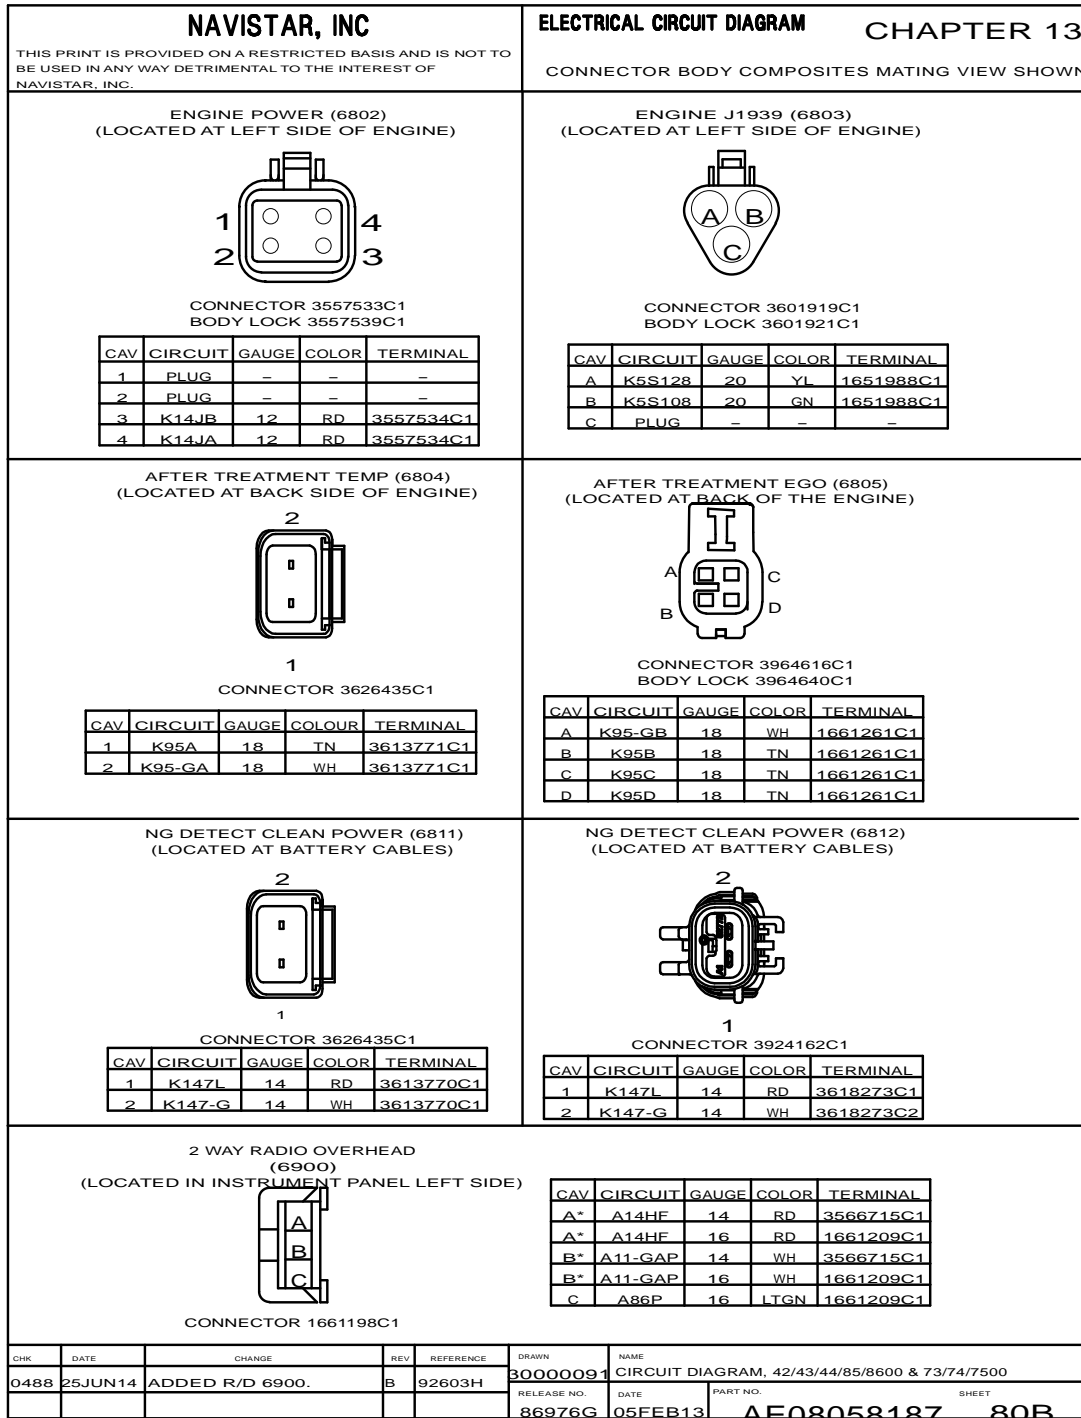 NAVISTAR, INC
THIS PRINT IS PROVIDED ON A RESTRICTED BASIS AND IS NOT TO
BE USED IN ANY WAY DETRIMENTAL TO THE INTEREST OF
NAVISTAR, INC.
ELECTRICAL CIRCUIT DIAGRAM CHAPTER 13
CONNECTOR BODY COMPOSITES MATING VIEW SHOWN
ENGINE POWER (6802)
(LOCATED AT LEFT SIDE OF ENGINE)
1 4
2 3
CONNECTOR 3557533C1
BODY LOCK 3557539C1
CAV CIRCUIT GAUGE COLOR TERMINAL
1 PLUG – – –
2 PLUG – – –
3 K14JB 12 RD 3557534C1
4 K14JA 12 RD 3557534C1
ENGINE J1939 (6803)
(LOCATED AT LEFT SIDE OF ENGINE)
A B
C
CONNECTOR 3601919C1
BODY LOCK 3601921C1
CAV CIRCUIT GAUGE COLOR TERMINAL
A K5S128 20 YL 1651988C1
B K5S108 20 GN 1651988C1
C PLUG – – –
AFTER TREATMENT TEMP (6804)
(LOCATED AT BACK SIDE OF ENGINE)
2
1
CONNECTOR 3626435C1
CAV CIRCUIT GAUGE COLOUR TERMINAL
1 K95A 18 TN 3613771C1
2 K95-GA 18 WH 3613771C1
AFTER TREATMENT EGO (6805)
(LOCATED AT BACK OF THE ENGINE)
A C
B D
CONNECTOR 3964616C1
BODY LOCK 3964640C1
CAV CIRCUIT GAUGE COLOR TERMINAL
A K95-GB 18 WH 1661261C1
B K95B 18 TN 1661261C1
C K95C 18 TN 1661261C1
D K95D 18 TN 1661261C1
NG DETECT CLEAN POWER (6811)
(LOCATED AT BATTERY CABLES)
2
1
CONNECTOR 3626435C1
CAV CIRCUIT GAUGE COLOR TERMINAL
1 K147L 14 RD 3613770C1
2 K147-G 14 WH 3613770C1
NG DETECT CLEAN POWER (6812)
(LOCATED AT BATTERY CABLES)
2
1
CONNECTOR 3924162C1
CAV CIRCUIT GAUGE COLOR TERMINAL
1 K147L 14 RD 3618273C1
2 K147-G 14 WH 3618273C2
2 WAY RADIO OVERHEAD
(6900)
(LOCATED IN INSTRUMENT PANEL LEFT SIDE)
A
B
C
CONNECTOR 1661198C1
CAV CIRCUIT GAUGE COLOR TERMINAL
A* A14HF 14 RD 3566715C1
A* A14HF 16 RD 1661209C1
B* A11-GAP 14 WH 3566715C1
B* A11-GAP 16 WH 1661209C1
C A86P 16 LTGN 1661209C1
CHK DATE CHANGE REV REFERENCE
0488 25JUN14 ADDED R/D 6900. B 92603H
DRAWN NAME
30000091 CIRCUIT DIAGRAM, 42/43/44/85/8600 & 73/74/7500
RELEASE NO. DATE PART NO. SHEET
86976G 05FEB13 AE08058187 80B